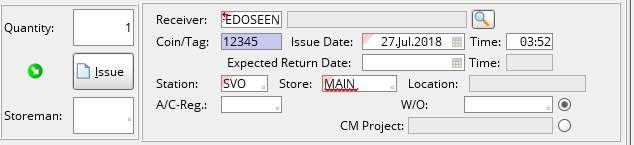 Quantity: 1
Issue
Storeman:
Receiver: EDOSEEN
Coin/Tag: 12345 Issue Date: 27.Jul.2018 Time: 03:52
Expected Return Date: Time:
Station: SVO Store: MAIN Location:
A/C-Reg.: W/O:
CM Project: